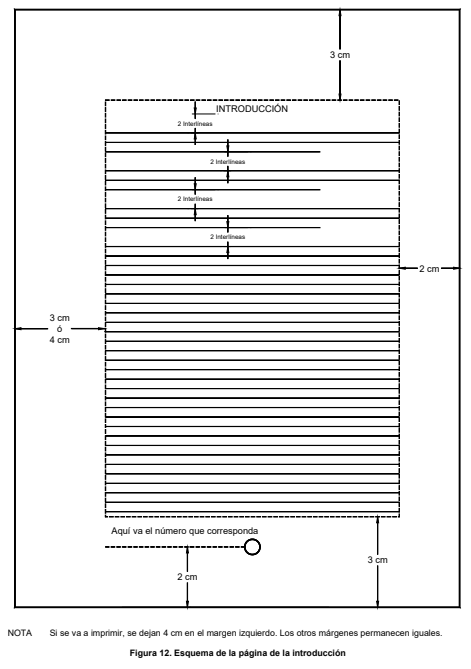 3 cm
INTRODUCCIÓN
2 Interlíneas
2 Interlíneas
2 Interlíneas
2 Interlíneas
2 cm
3 cm
ó
4 cm
Aquí va el número que corresponda
3 cm
2 cm
NOTA Si se va a imprimir, se dejan 4 cm en el margen izquierdo. Los otros márgenes permanecen iguales.
Figura 12. Esquema de la página de la introducción